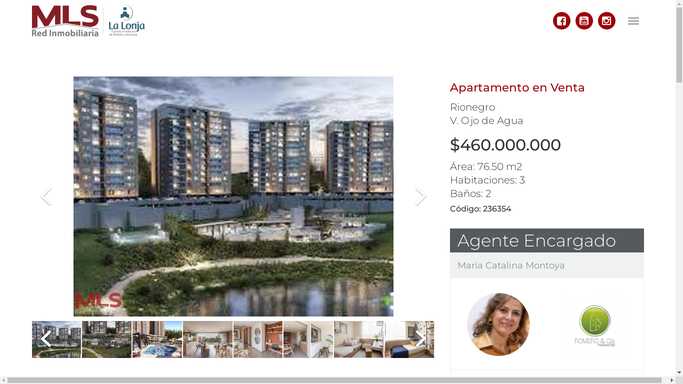 MLS
Red Inmobiliaria
La Lonja
Apartamento en Venta
Rionegro
V. Ojo de Agua
$460.000.000
Área: 76.50 m2
Habitaciones: 3
Baños: 2
Código: 236354
Agente Encargado
Maria Catalina Montoya
MLS
ROMERO & CIA